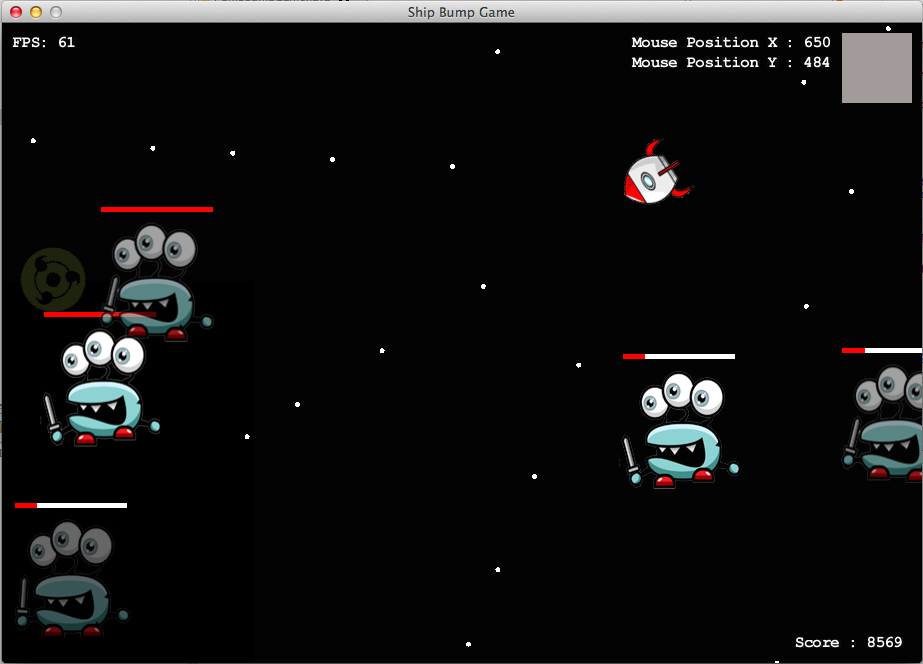 Ship Bump Game
FPS: 61
Mouse Position X : 650
Mouse Position Y : 484
Score : 8569